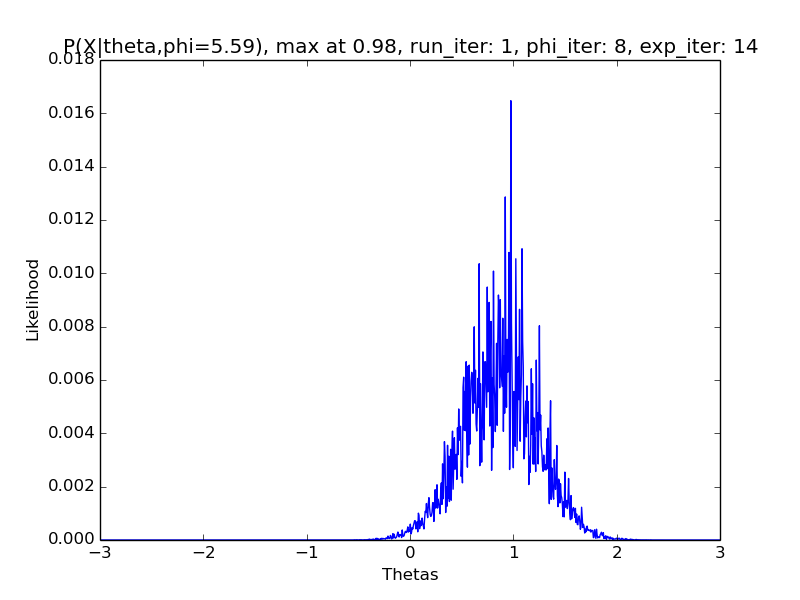 P(X|theta,phi=5.59), max at 0.98, run_iter: 1, phi_iter: 8, exp_iter: 14
0.018
0.016
0.014
0.012
0.010
0.008
0.006
0.004
0.002
0.000
Likelihood
−3 −2 −1 0 1 2 3
Thetas